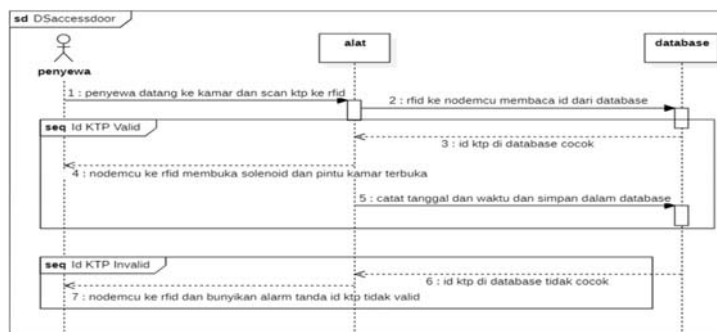 sd DSaccessdoor
alat
database
penyewa
1 : penyewa datang ke kamar dan scan ktp ke rfid
2 : rfid ke nodemcu membaca id dari database
seq Id KTP Valid
3 : id ktp di database cocok
4 : nodemcu ke rfid membuka solenoid dan pintu kamar terbuka
5 : catat tanggal dan waktu dan simpan dalam database
seq Id KTP Invalid
6 : id ktp di database tidak cocok
7 : nodemcu ke rfid dan bunyikan alarm tanda id ktp tidak valid